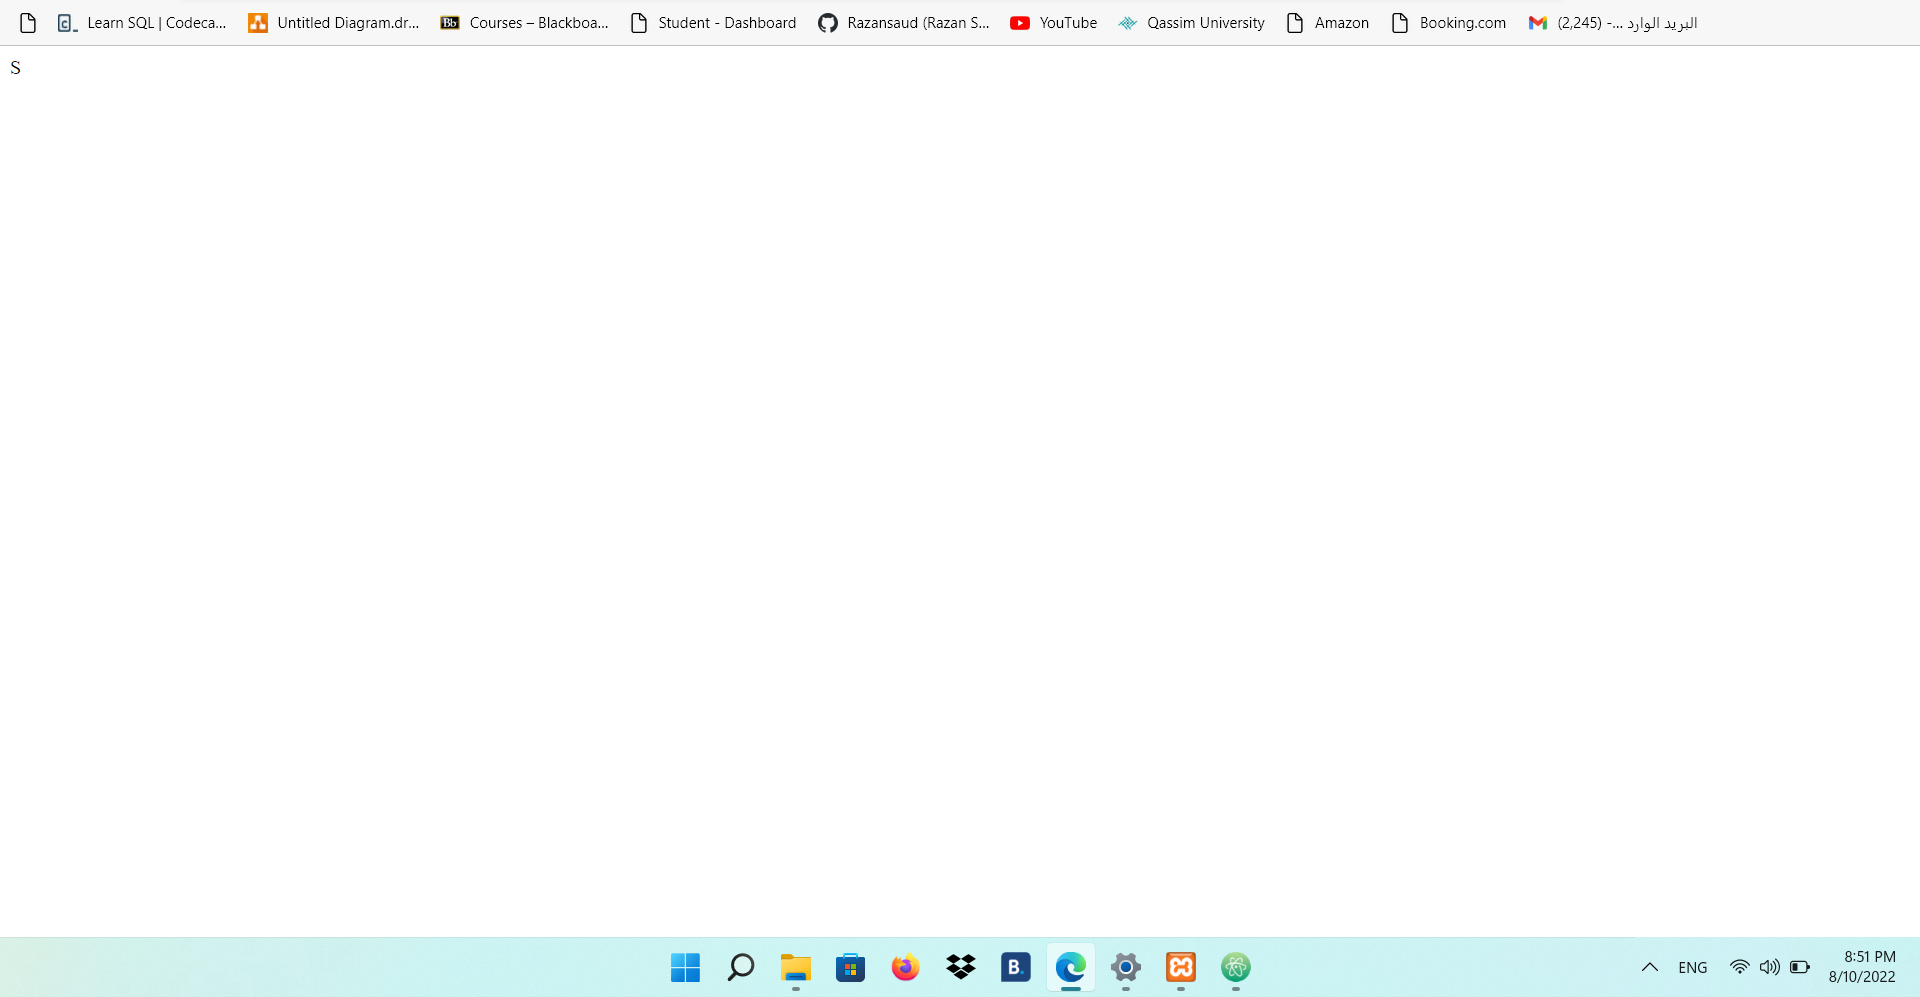 Learn SQL | Codeca... Untitled Diagram.dr... Bb Courses – Blackboa... Student - Dashboard Razansaud (Razan S... YouTube Qassim University Amazon Booking.com البريد الوارد ...- (2,245)
S
B. ENG 8:51 PM
8/10/2022